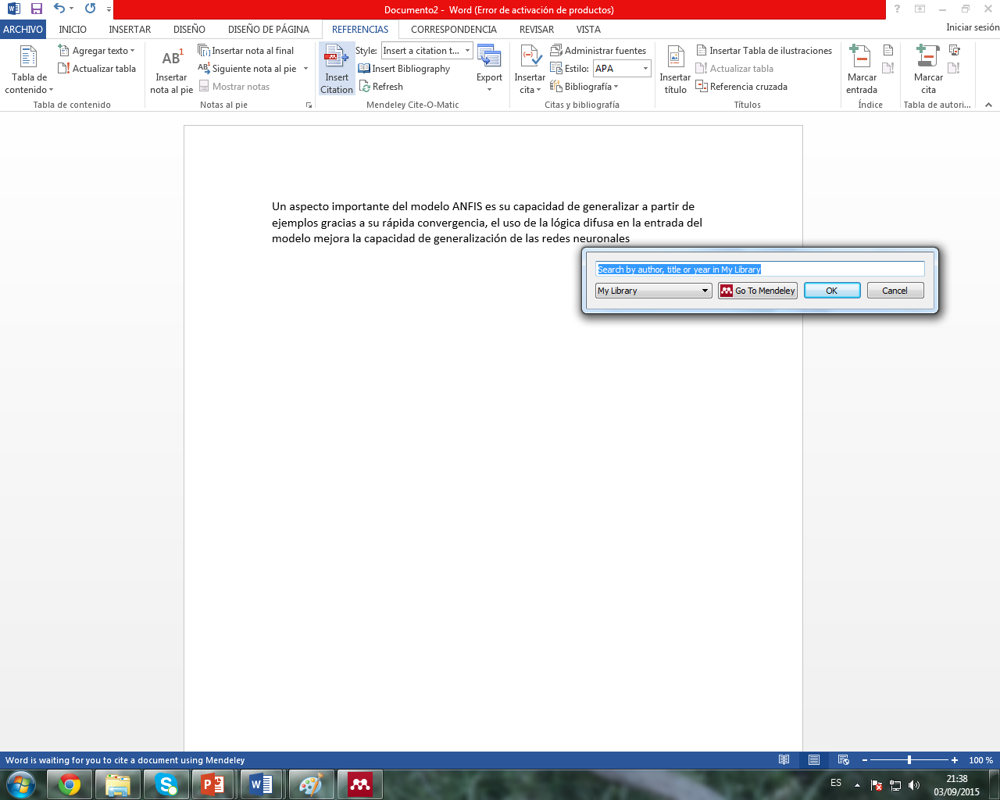 Documento2 - Word (Error de activación de productos)
ARCHIVO INICIO INSERTAR DISEÑO DISEÑO DE PÁGINA REFERENCIAS CORRESPONDENCIA REVISAR VISTA Iniciar sesión
Tabla de contenido
Agregar texto
Actualizar tabla
Tabla de contenido
AB1
Insertar nota al pie
Insertar nota al final
Siguiente nota al pie
Mostrar notas
Notas al pie
Insert Citation
Style: Insert a citation t...
Insert Bibliography
Refresh
Export
Mendeley Cite-O-Matic
Insertar cita
Administrar fuentes
Estilo: APA
Bibliografía
Citas y bibliografía
Insertar título
Insertar Tabla de ilustraciones
Actualizar tabla
Referencia cruzada
Títulos
Marcar entrada
Índice
Marcar cita
Tabla de autori...
Un aspecto importante del modelo ANFIS es su capacidad de generalizar a partir de
ejemplos gracias a su rápida convergencia, el uso de la lógica difusa en la entrada del
modelo mejora la capacidad de generalización de las redes neuronales
Search by author, title or year in My Library
My Library Go To Mendeley OK Cancel
Word is waiting for you to cite a document using Mendeley 100 %
ES 21:38
03/09/2015